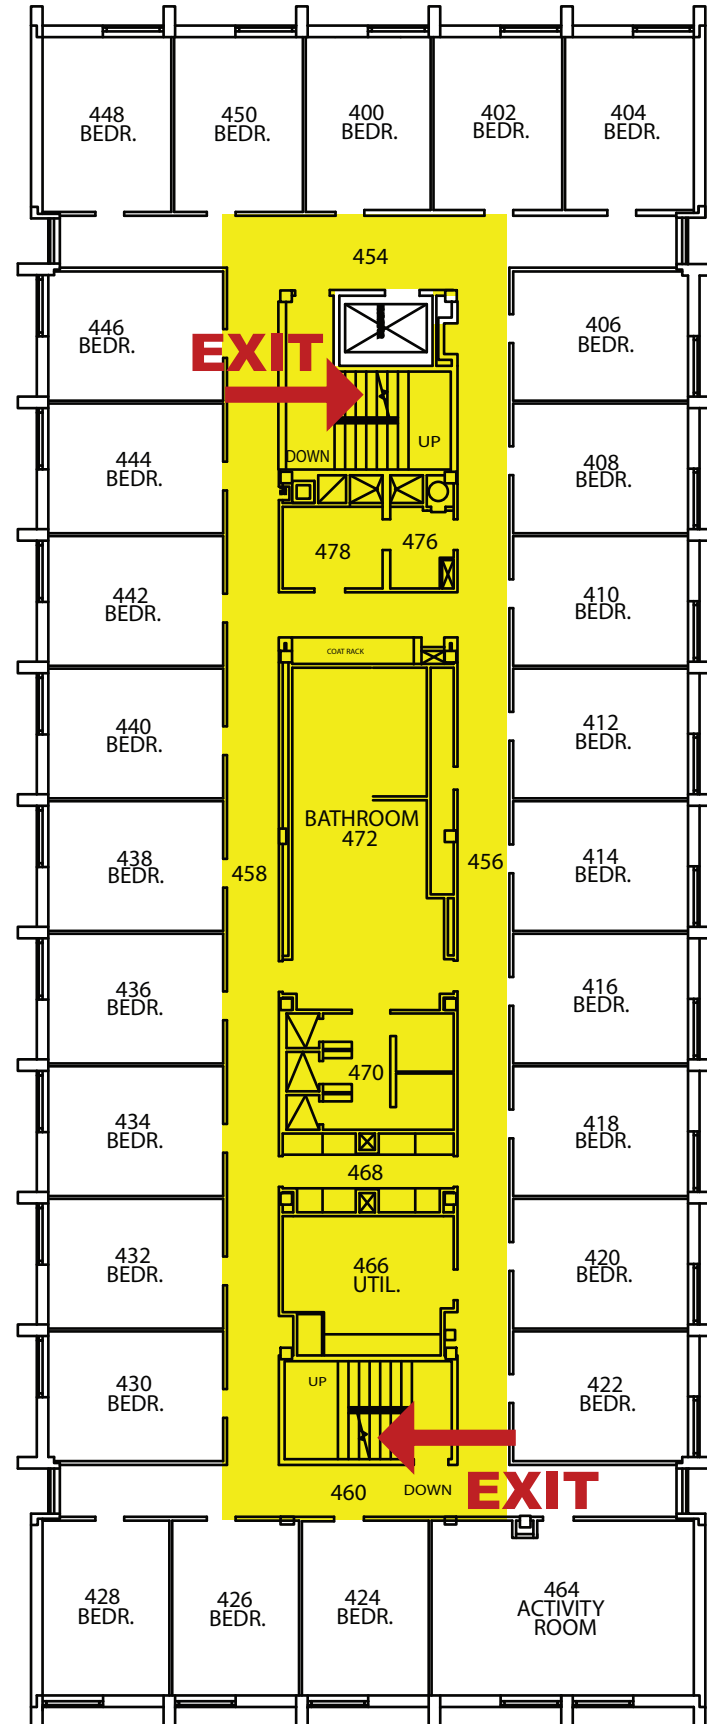 448
BEDR.
450
BEDR.
400
BEDR.
402
BEDR.
404
BEDR.
454
446
BEDR.
406
BEDR.
EXIT
444
BEDR.
DOWN
UP
408
BEDR.
478
476
442
BEDR.
410
BEDR.
COAT RACK
440
BEDR.
412
BEDR.
BATHROOM
472
438
BEDR.
458
456
414
BEDR.
436
BEDR.
416
BEDR.
470
434
BEDR.
418
BEDR.
468
432
BEDR.
466
UTIL.
420
BEDR.
430
BEDR.
UP
422
BEDR.
460
DOWN
EXIT
428
BEDR.
426
BEDR.
424
BEDR.
464
ACTIVITY
ROOM